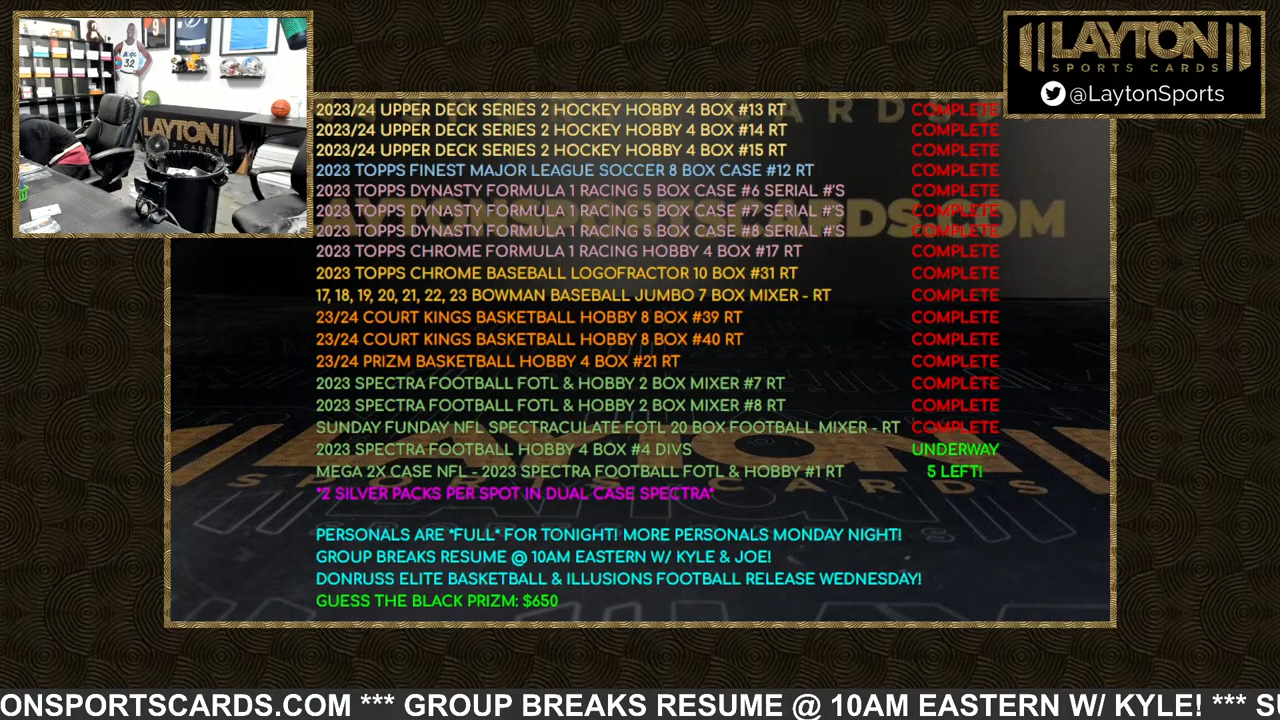 LAYTON
SPORTS CARDS
@LaytonSports
32
9
LAYTON
2023/24 UPPER DECK SERIES 2 HOCKEY HOBBY 4 BOX #13 RT COMPLETE
2023/24 UPPER DECK SERIES 2 HOCKEY HOBBY 4 BOX #14 RT COMPLETE
2023/24 UPPER DECK SERIES 2 HOCKEY HOBBY 4 BOX #15 RT COMPLETE
2023 TOPPS FINEST MAJOR LEAGUE SOCCER 8 BOX CASE #12 RT COMPLETE
2023 TOPPS DYNASTY FORMULA 1 RACING 5 BOX CASE #6 SERIAL #'S COMPLETE
2023 TOPPS DYNASTY FORMULA 1 RACING 5 BOX CASE #7 SERIAL #'S COMPLETE
2023 TOPPS DYNASTY FORMULA 1 RACING 5 BOX CASE #8 SERIAL #'S COMPLETE
2023 TOPPS CHROME FORMULA 1 RACING HOBBY 4 BOX #17 RT COMPLETE
2023 TOPPS CHROME BASEBALL LOGOFRACTOR 10 BOX #31 RT COMPLETE
17, 18, 19, 20, 21, 22, 23 BOWMAN BASEBALL JUMBO 7 BOX MIXER - RT COMPLETE
23/24 COURT KINGS BASKETBALL HOBBY 8 BOX #39 RT COMPLETE
23/24 COURT KINGS BASKETBALL HOBBY 8 BOX #40 RT COMPLETE
23/24 PRIZM BASKETBALL HOBBY 4 BOX #21 RT COMPLETE
2023 SPECTRA FOOTBALL FOTL & HOBBY 2 BOX MIXER #7 RT COMPLETE
2023 SPECTRA FOOTBALL FOTL & HOBBY 2 BOX MIXER #8 RT COMPLETE
SUNDAY FUNDAY NFL SPECTRACULATE FOTL 20 BOX FOOTBALL MIXER - RT COMPLETE
2023 SPECTRA FOOTBALL HOBBY 4 BOX #4 DIVS UNDERWAY
MEGA 2X CASE NFL - 2023 SPECTRA FOOTBALL FOTL & HOBBY #1 RT 5 LEFT!
*2 SILVER PACKS PER SPOT IN DUAL CASE SPECTRA*
PERSONALS ARE *FULL* FOR TONIGHT! MORE PERSONALS MONDAY NIGHT!
GROUP BREAKS RESUME @ 10AM EASTERN W/ KYLE & JOE!
DONRUSS ELITE BASKETBALL & ILLUSIONS FOOTBALL RELEASE WEDNESDAY!
GUESS THE BLACK PRIZM: $650
ONSPORTSCARDS.COM *** GROUP BREAKS RESUME @ 10AM EASTERN W/ KYLE! *** S